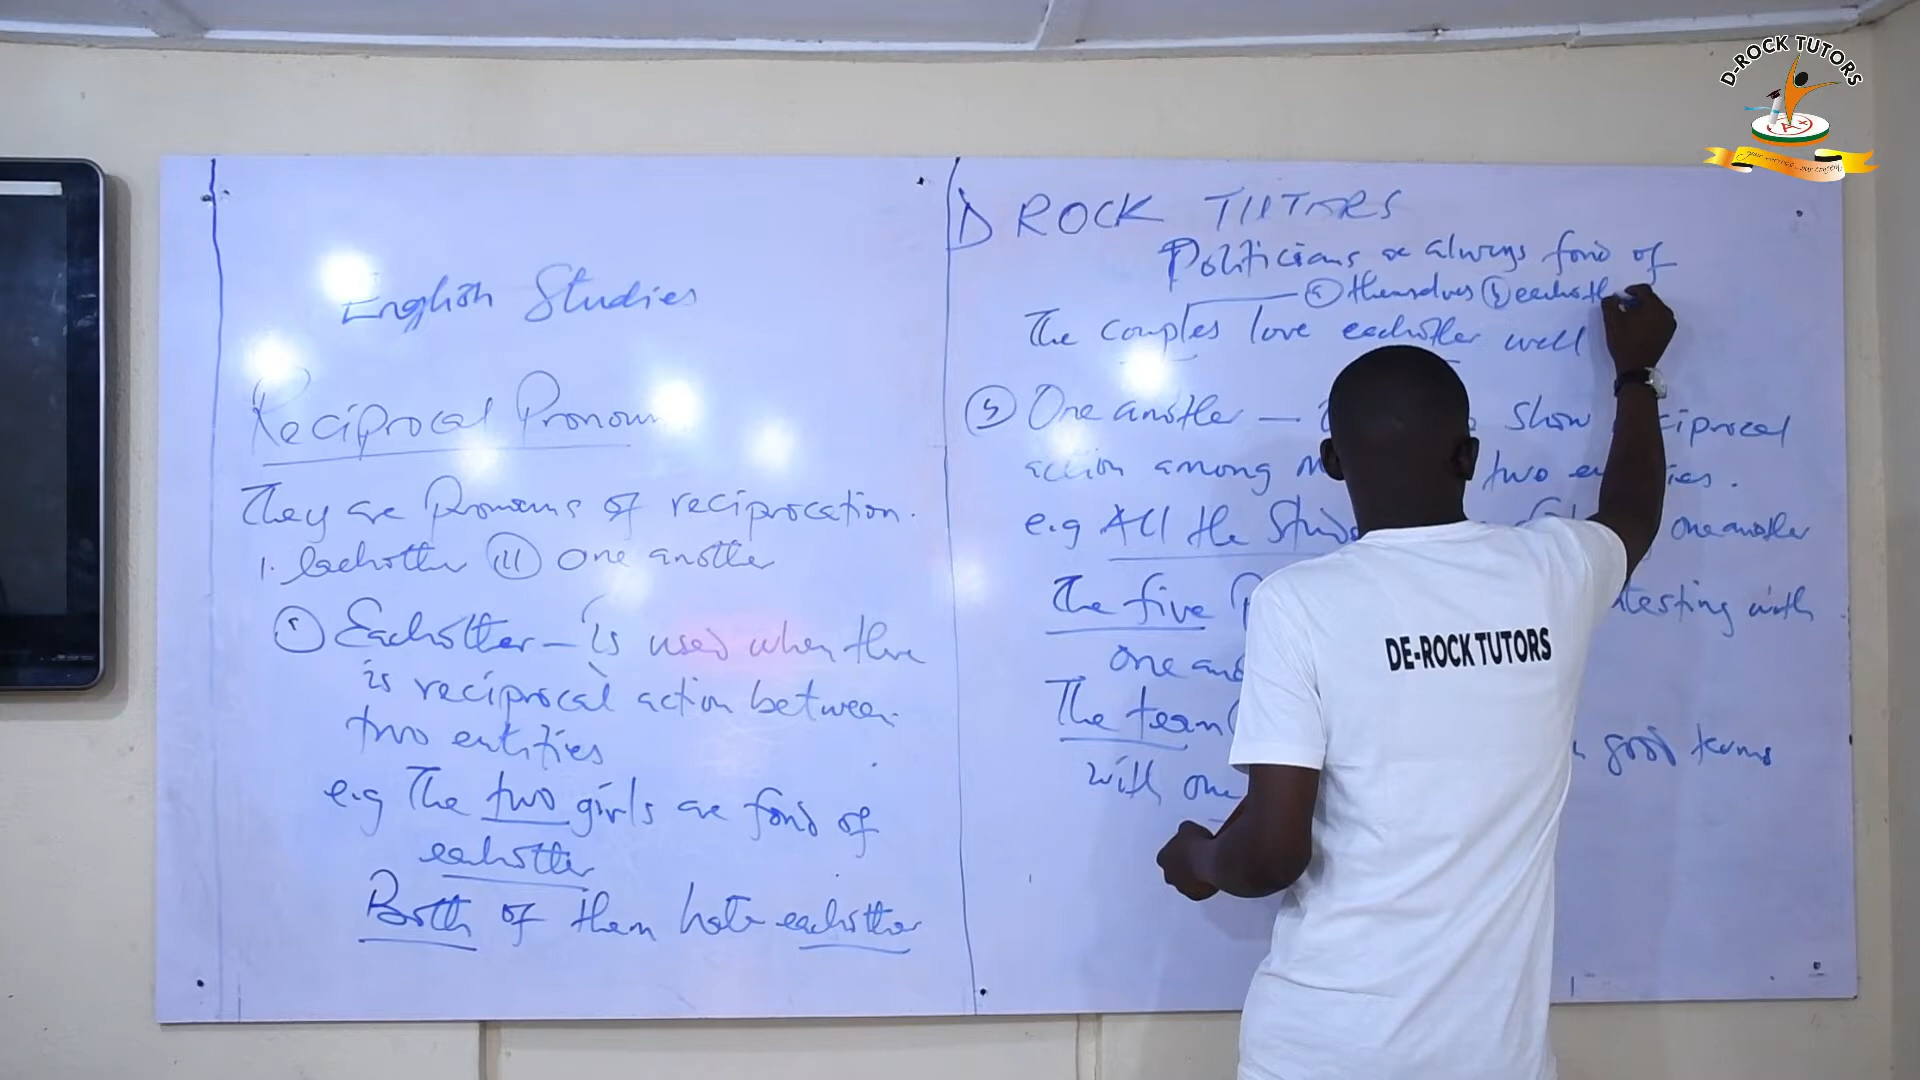 English Studies
Reciprocal Pronoun
They are Pronouns of reciprocation.
1. Eachother (ii) One another
Eachother — is used when there
is reciprocal action between
two entities
e.g The two girls are fond of
eachother
Both of them hate eachother
D ROCK TUTORS
Politicians are always fond of
(a) themselves (b) eachoth
The couples love eachother well
(b) One another — show
action among two
e.g All the one another
The five with
one
The team good terms
with one
DE-ROCK TUTORS
D-ROCK TUTORS
A+